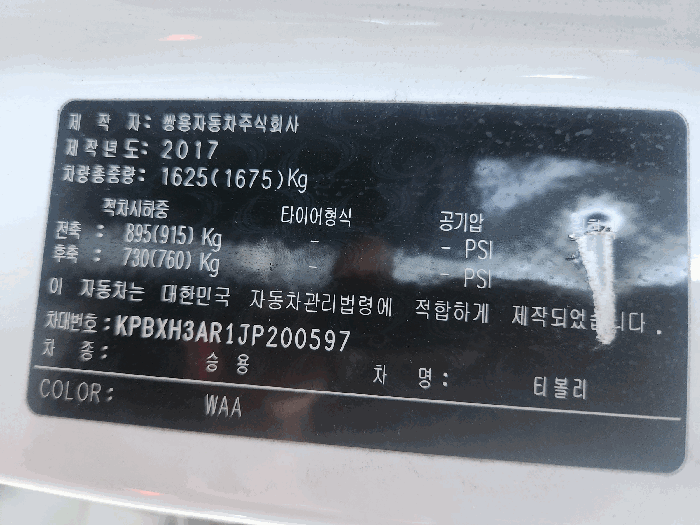 제 작 자: 쌍용자동차주식회사
제작년도: 2017
차량총중량: 1625(1675)Kg
적차시하중 타이어형식 공기압
전축 : 895(915) Kg - - PSI
후축 : 730(760) Kg - - PSI
이 자동차는 대한민국 자동차관리법령에 적합하게 제작되었습니다.
차대번호:KPBXH3AR1JP200597
차 종: 승용 차 명: 티볼리
COLOR: WAA